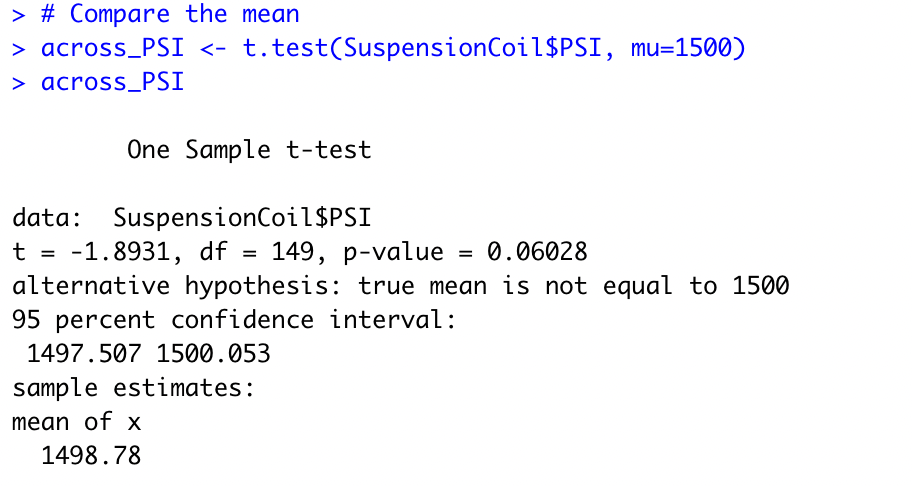 > # Compare the mean
> across_PSI <- t.test(SuspensionCoil$PSI, mu=1500)
> across_PSI
One Sample t-test
data:  SuspensionCoil$PSI
t = -1.8931, df = 149, p-value = 0.06028
alternative hypothesis: true mean is not equal to 1500
95 percent confidence interval:
1497.507 1500.053
sample estimates:
mean of x
1498.78